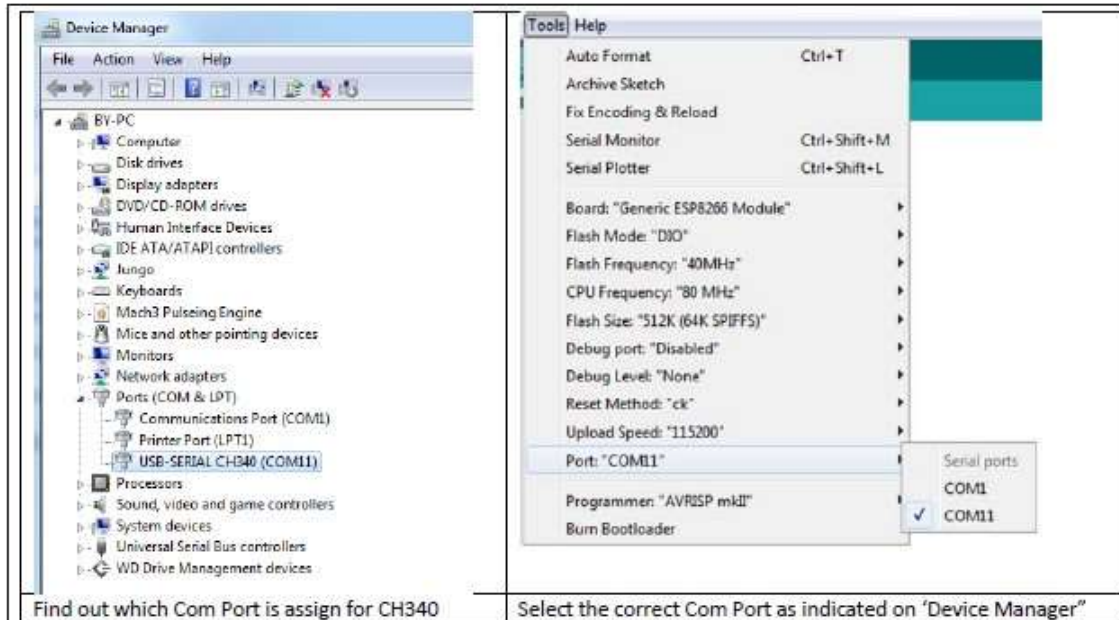 Device Manager
File Action View Help
BY-PC
Computer
Disk drives
Display adapters
DVD/CD-ROM drives
Human Interface Devices
IDE ATA/ATAPI controllers
Jungo
Keyboards
Mach3 Pulseing Engine
Mice and other pointing devices
Monitors
Network adapters
Ports (COM & LPT)
Communications Port (COM1)
Printer Port (LPT1)
USB-SERIAL CH340 (COM11)
Processors
Sound, video and game controllers
System devices
Universal Serial Bus controllers
WD Drive Management devices
Find out which Com Port is assign for CH340
Tools Help
Auto Format Ctrl+T
Archive Sketch
Fix Encoding & Reload
Serial Monitor Ctrl+Shift+M
Serial Plotter Ctrl+Shift+L
Board: "Generic ESP8266 Module"
Flash Mode: "DIO"
Flash Frequency: "40MHz"
CPU Frequency: "80 MHz"
Flash Size: "512K (64K SPIFFS)"
Debug port: "Disabled"
Debug Level: "None"
Reset Method: "ck"
Upload Speed: "115200"
Port: "COM11"
Serial ports
COM1
✓ COM11
Programmer: "AVRISP mkII"
Burn Bootloader
Select the correct Com Port as indicated on ‘Device Manager”